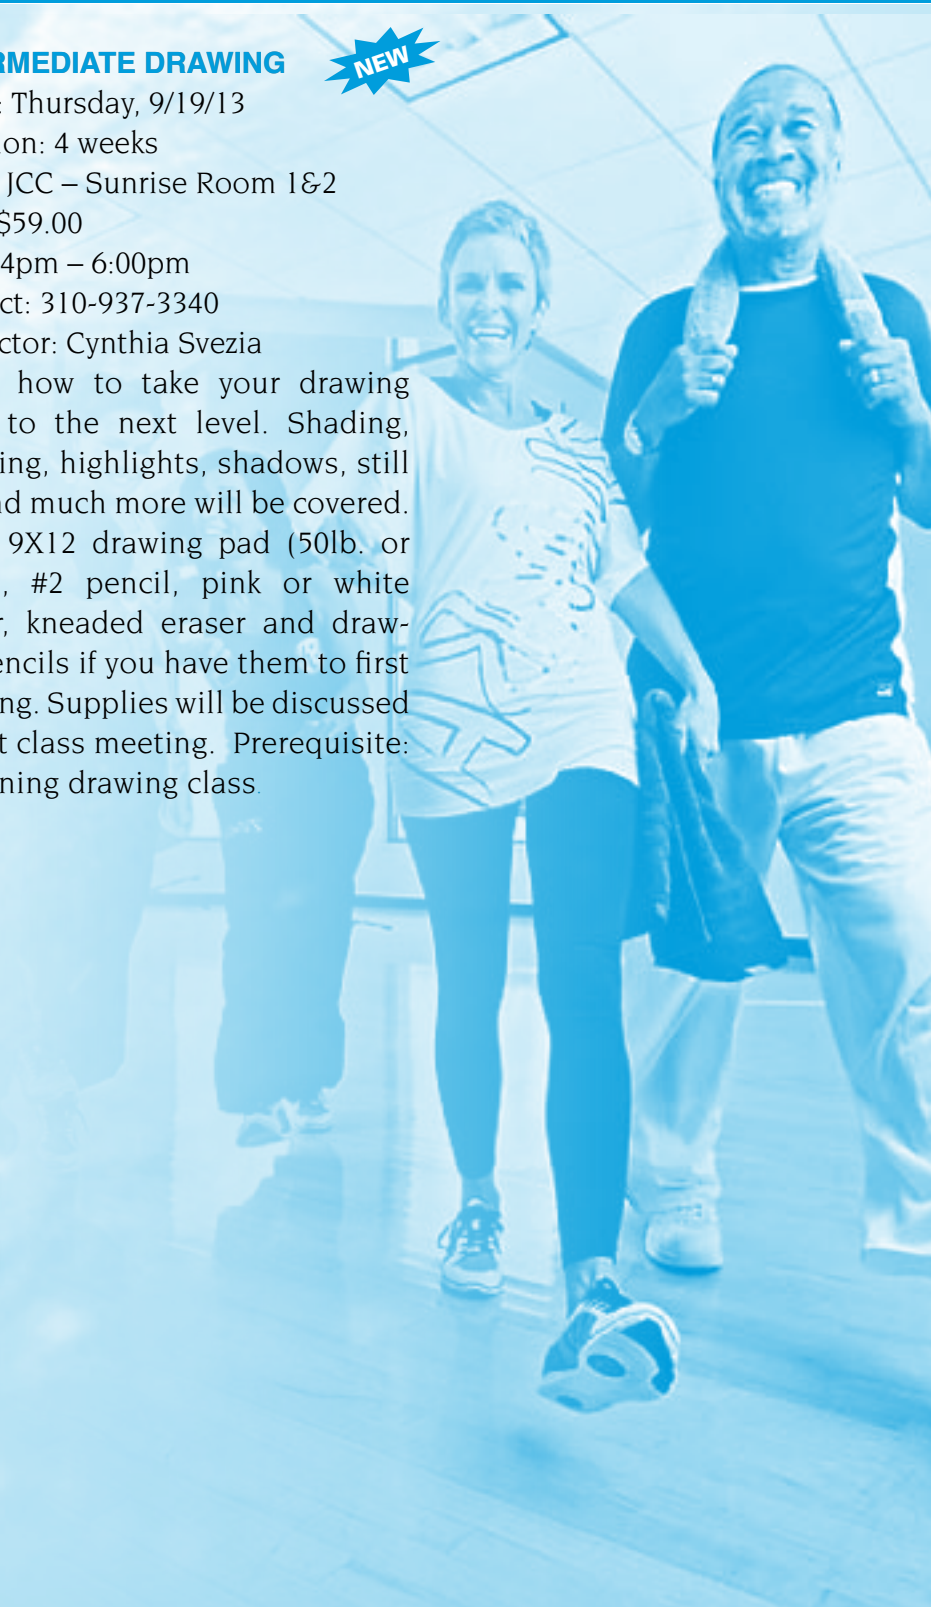 RMEDIATE DRAWING
NEW
: Thursday, 9/19/13
ion: 4 weeks
JCC – Sunrise Room 1&2
$59.00
4pm – 6:00pm
ct: 310-937-3340
ctor: Cynthia Svezia
how to take your drawing
to the next level. Shading,
ing, highlights, shadows, still
nd much more will be covered.
9X12 drawing pad (50lb. or
, #2 pencil, pink or white
r, kneaded eraser and draw-
encils if you have them to first
ng. Supplies will be discussed
t class meeting. Prerequisite:
ning drawing class.